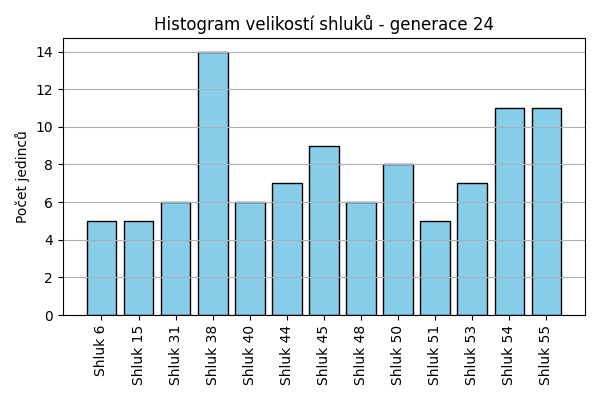 Histogram velikostí shluků - generace 24
Počet jedinců
14
12
10
8
6
4
2
0
Shluk 6
Shluk 15
Shluk 31
Shluk 38
Shluk 40
Shluk 44
Shluk 45
Shluk 48
Shluk 50
Shluk 51
Shluk 53
Shluk 54
Shluk 55